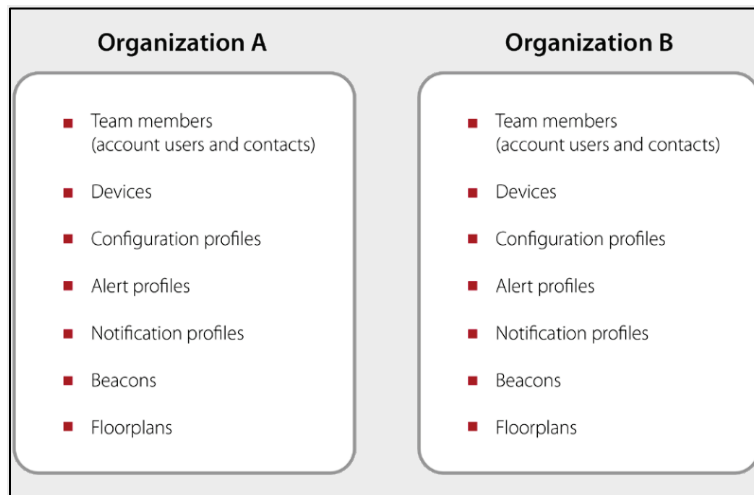 Organization A
Team members
(account users and contacts)
Devices
Configuration profiles
Alert profiles
Notification profiles
Beacons
Floorplans
Organization B
Team members
(account users and contacts)
Devices
Configuration profiles
Alert profiles
Notification profiles
Beacons
Floorplans